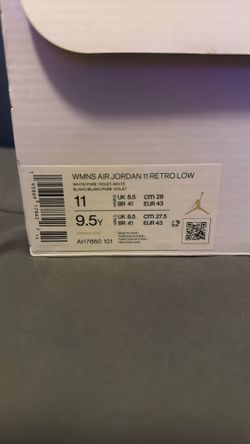 WMNS AIR JORDAN 11 RETRO LOW
WHITE/PURE VIOLET-WHITE
BLANC/BLANC/PURE VIOLET
11
UK 8.5
cm 28
BR 41
EUR 43
9.5Y
UK 8.5
cm 27.5
BR 41
EUR 43
AH7860 101